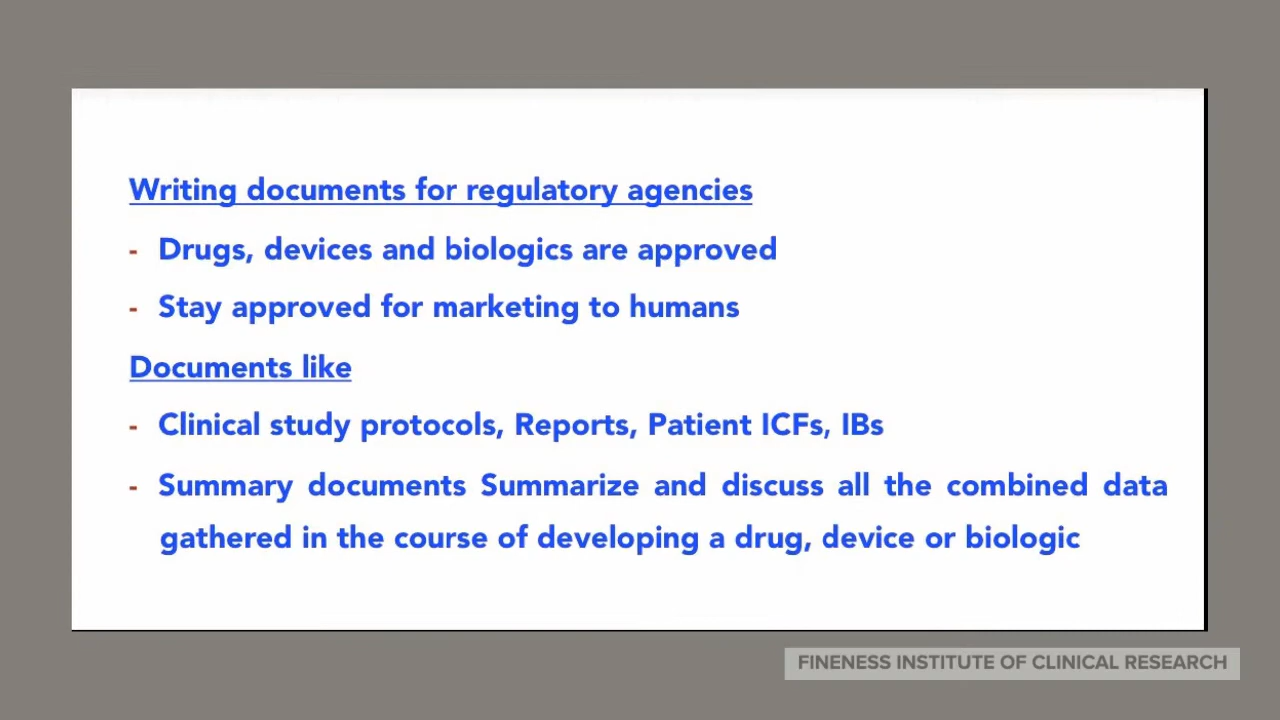 Writing documents for regulatory agencies
- Drugs, devices and biologics are approved
- Stay approved for marketing to humans
Documents like
- Clinical study protocols, Reports, Patient ICFs, IBs
- Summary documents Summarize and discuss all the combined data
gathered in the course of developing a drug, device or biologic
FINENESS INSTITUTE OF CLINICAL RESEARCH